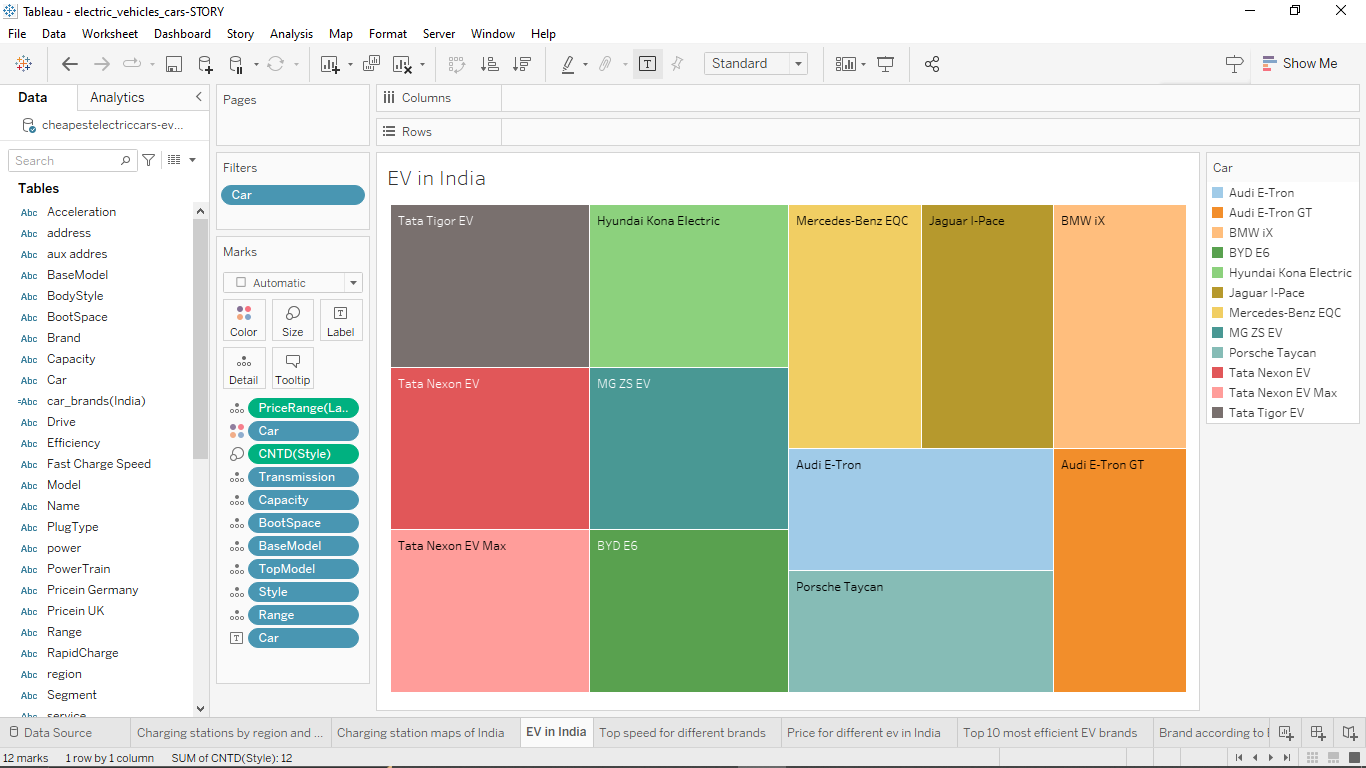 Tableau - electric_vehicles_cars-STORY
File Data Worksheet Dashboard Story Analysis Map Format Server Window Help
Standard
Show Me
Data Analytics
cheapestelectriccars-ev...
Search
Tables
Abc Acceleration
Abc address
Abc aux addres
Abc BaseModel
Abc BodyStyle
Abc BootSpace
Abc Brand
Abc Capacity
Abc Car
=Abc car_brands(India)
Abc Drive
Abc Efficiency
Abc Fast Charge Speed
Abc Model
Abc Name
Abc PlugType
Abc power
Abc PowerTrain
Abc Pricein Germany
Abc Pricein UK
Abc Range
Abc RapidCharge
Abc region
Abc Segment
Abc service
Pages
Filters
Car
Marks
Automatic
Color Size Label
Detail Tooltip
PriceRange(La..
Car
CNTD(Style)
Transmission
Capacity
BootSpace
BaseModel
TopModel
Style
Range
Car
Columns
Rows
EV in India
Tata Tigor EV
Hyundai Kona Electric
Mercedes-Benz EQC
Jaguar I-Pace
BMW iX
Tata Nexon EV
MG ZS EV
Audi E-Tron
Audi E-Tron GT
Tata Nexon EV Max
BYD E6
Porsche Taycan
Car
Audi E-Tron
Audi E-Tron GT
BMW iX
BYD E6
Hyundai Kona Electric
Jaguar I-Pace
Mercedes-Benz EQC
MG ZS EV
Porsche Taycan
Tata Nexon EV
Tata Nexon EV Max
Tata Tigor EV
Data Source Charging stations by region and ... Charging station maps of India EV in India Top speed for different brands Price for different ev in India Top 10 most efficient EV brands Brand according to
12 marks 1 row by 1 column SUM of CNTD(Style): 12